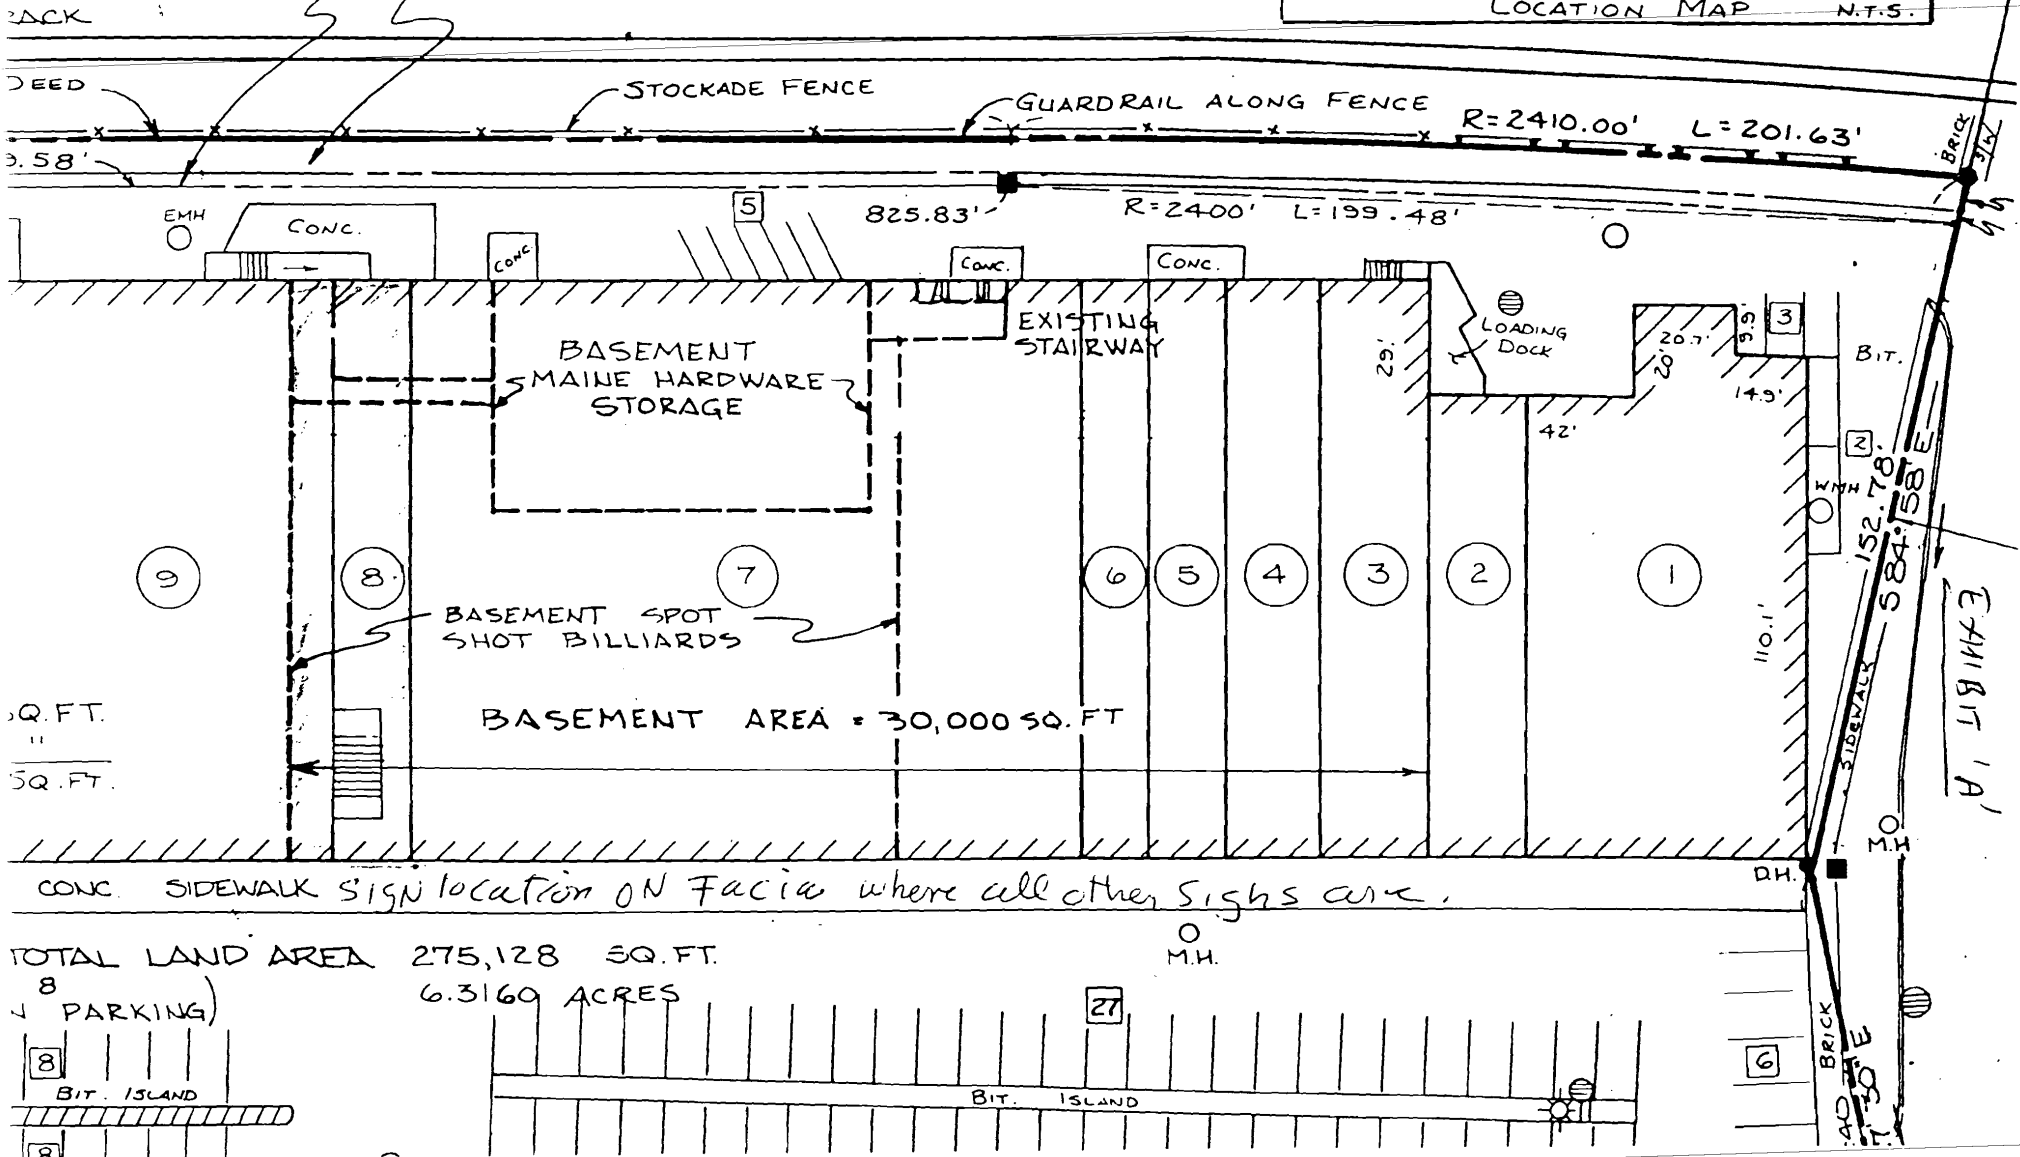 LOCATION MAP N.T.S.
STOCKADE FENCE
GUARDRAIL ALONG FENCE
R=2410.00' L=201.63'
BRICK
S/W
825.83'
R=2400' L=199.48'
5
EMH
CONC.
CONC.
CONC.
CONC.
EXISTING
STAIRWAY
BASEMENT
MAINE HARDWARE
STORAGE
LOADING
DOCK
29'
20'
20.7'
9.9'
3
14.9'
42'
BIT.
2
WMH
152.78'
S 84°58' E
9
8
7
6
5
4
3
2
1
BASEMENT SPOT
SHOT BILLIARDS
110.1'
EXHIBIT 'A'
SIDEWALK
BASEMENT AREA = 30,000 SQ. FT
SQ.FT.
"
SQ.FT.
M.H
D.H.
CONC. SIDEWALK Sign location ON Facia where all other Signs are.
M.H.
TOTAL LAND AREA 275,128 SQ.FT.
6.3160 ACRES
8
PARKING)
27
8
BIT. ISLAND
BIT. ISLAND
6
BRICK
8